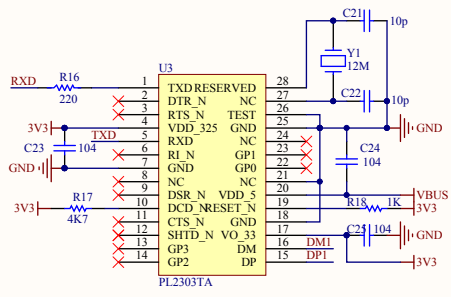 C21
10p
Y1
12M
C22
10p
U3
RXD
R16
220
1
TXD
RESERVED
28
2
DTR_N
NC
27
3
RTS_N
TEST
26
3V3
4
VDD_325
GND
25
GND
C23
104
TXD
5
RXD
NC
24
6
RI_N
GP1
23
C24
104
GND
7
GND
GP0
22
8
NC
NC
21
R17
4K7
9
DSR_N
VDD_5
20
VBUS
3V3
10
DCD_N
RESET_N
19
R18
1K
3V3
11
CTS_N
GND
18
12
SHTD_N
VO_33
17
C25
104
GND
13
GP3
DM
16
DM1
14
GP2
DP
15
DP1
3V3
PL2303TA